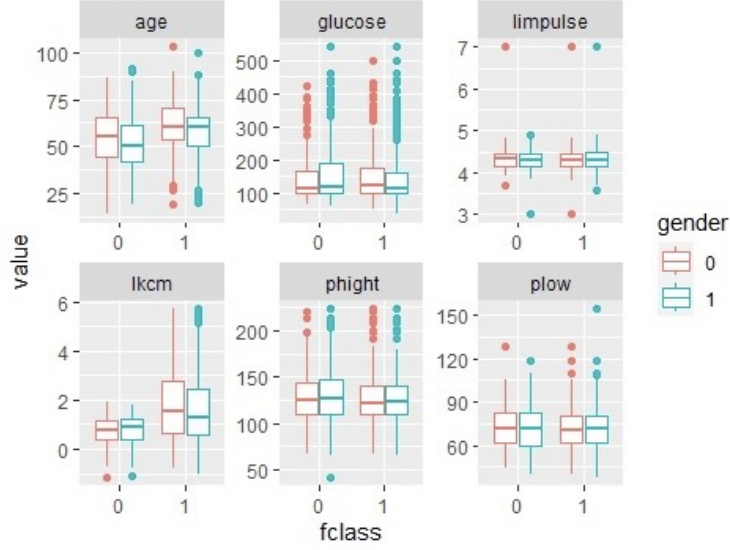 age glucose limpulse
100 75 50 25
500 400 300 200 100
7 6 5 4 3
0 1 0 1 0 1
value
gender
0
1
lkcm phight plow
6 4 2 0
200 150 100 50
150 120 90 60
0 1 0 1 0 1
fclass